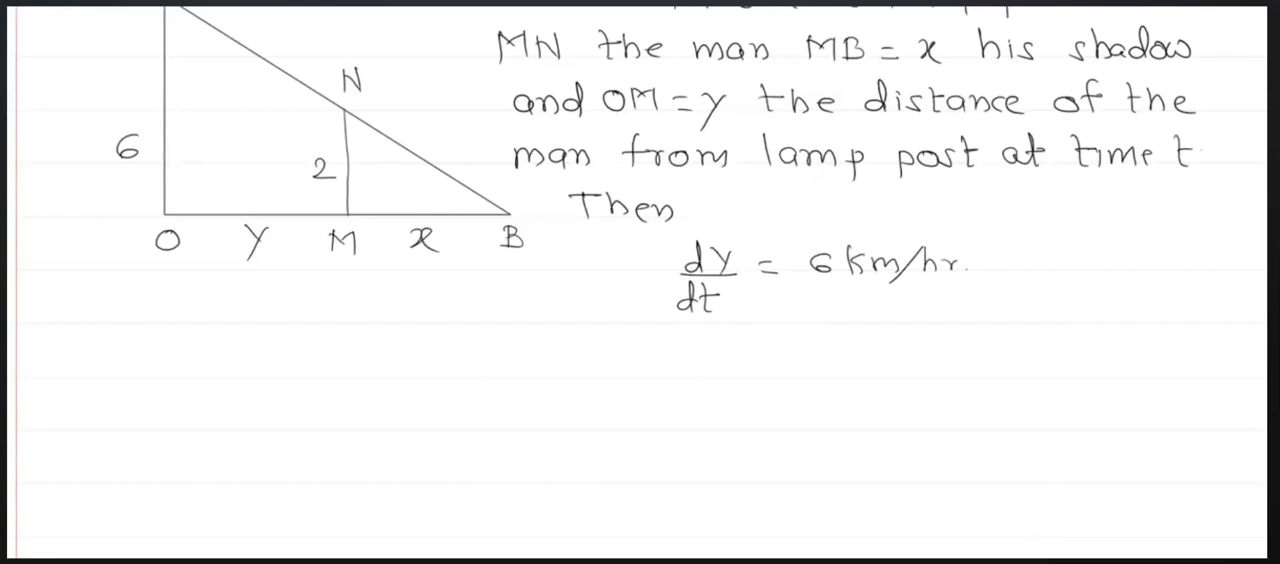 MN the man MB = x his shadow
N
and OM = y the distance of the
6
2
man from lamp post at time t.
Then
O y M x B
dy/dt = 6 km/hr.